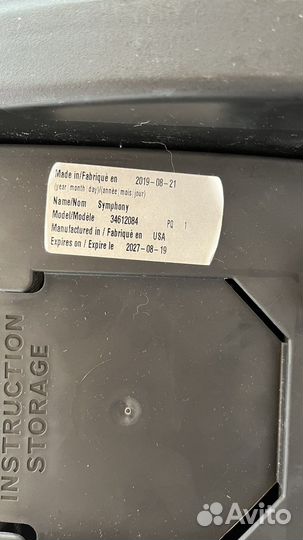 Made in/Fabriqué en 2019-08-21
(year, month, day)/(année, mois, jour)
Name/Nom Symphony
Model/Modèle 34612084 PQ 1
Manufactured in / Fabriqué en USA
Expires on / Expire le 2027-08-19
INSTRUCTION
STORAGE
Avito